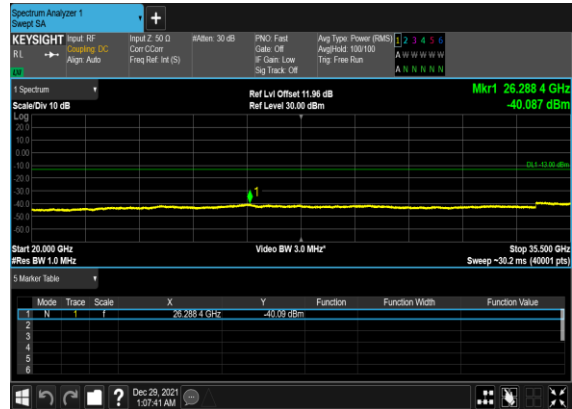 Spectrum Analyzer 1
Swept SA
+
KEYSIGHT Input: RF Input Z: 50 Ω #Atten: 30 dB PNO: Fast Avg Type: Power (RMS) 1 2 3 4 5 6
RL Coupling: DC Corr CCorr Gate: Off Avg|Hold: 100/100 A W W W W W
Align: Auto Freq Ref: Int (S) IF Gain: Low Trig: Free Run A N N N N N
Sig Track: Off
1 Spectrum Ref Lvl Offset 11.96 dB Mkr1 26.288 4 GHz
Scale/Div 10 dB Ref Level 30.00 dBm -40.087 dBm
Log
20.0
10.0
0.00
-10.0 DL1 -13.00 dBm
-20.0
-30.0
1
-40.0
-50.0
-60.0
Start 20.000 GHz Video BW 3.0 MHz* Stop 35.500 GHz
#Res BW 1.0 MHz Sweep ~30.2 ms (40001 pts)
5 Marker Table
Mode Trace Scale X Y Function Function Width Function Value
1 N 1 f 26.288 4 GHz -40.09 dBm
2
3
4
5
6
? Dec 29, 2021
1:07:41 AM